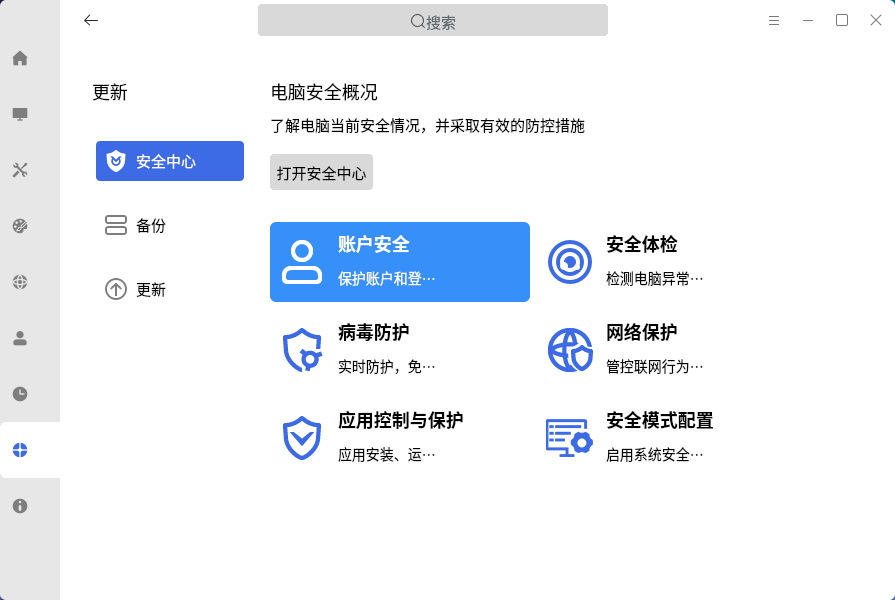 搜索
更新
安全中心
备份
更新
电脑安全概况
了解电脑当前安全情况，并采取有效的防控措施
打开安全中心
账户安全
保护账户和登…
安全体检
检测电脑异常…
病毒防护
实时防护，免…
网络保护
管控联网行为…
应用控制与保护
应用安装、运…
安全模式配置
启用系统安全…